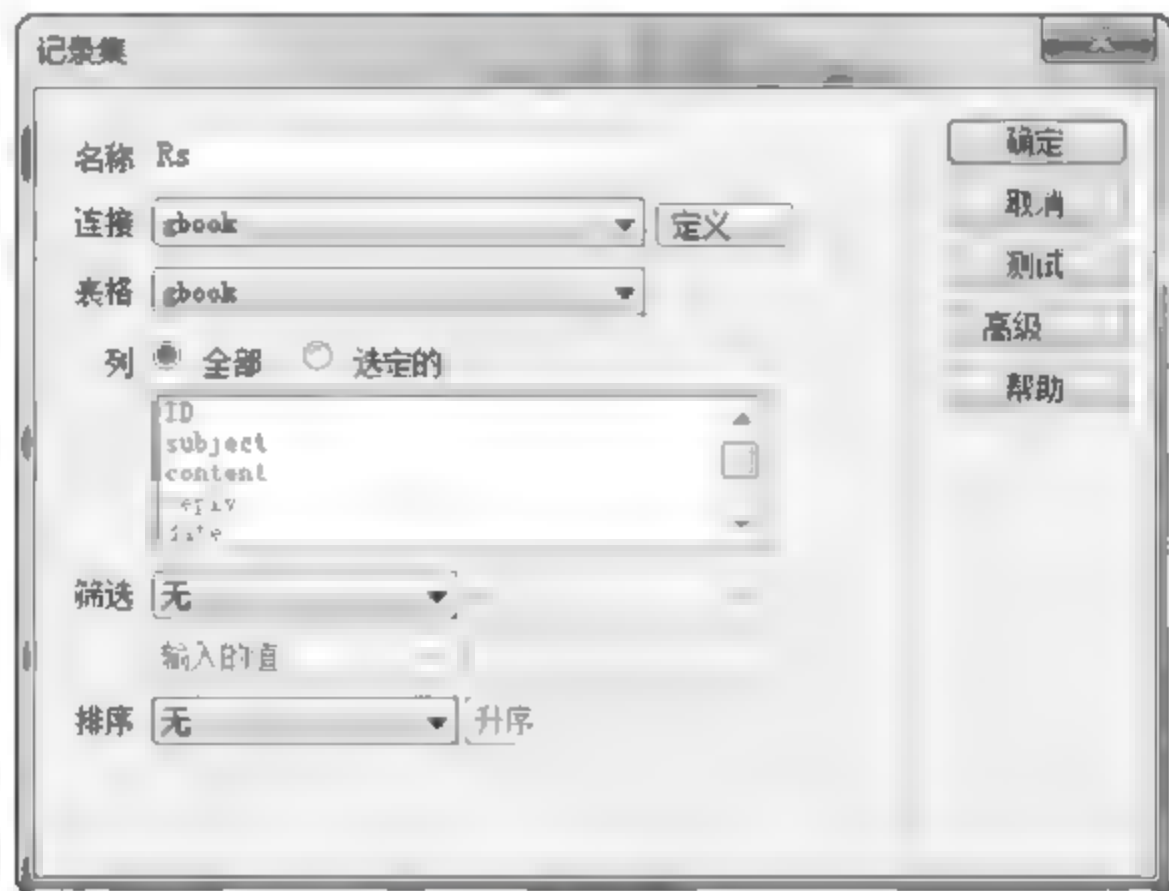 记录集
名称 Rs
确定
连接 gbook 定义
取消
表格 gbook
测试
列 全部 选定的
高级
帮助
ID
subject
content
date
筛选 无
输入的值
排序 无 升序